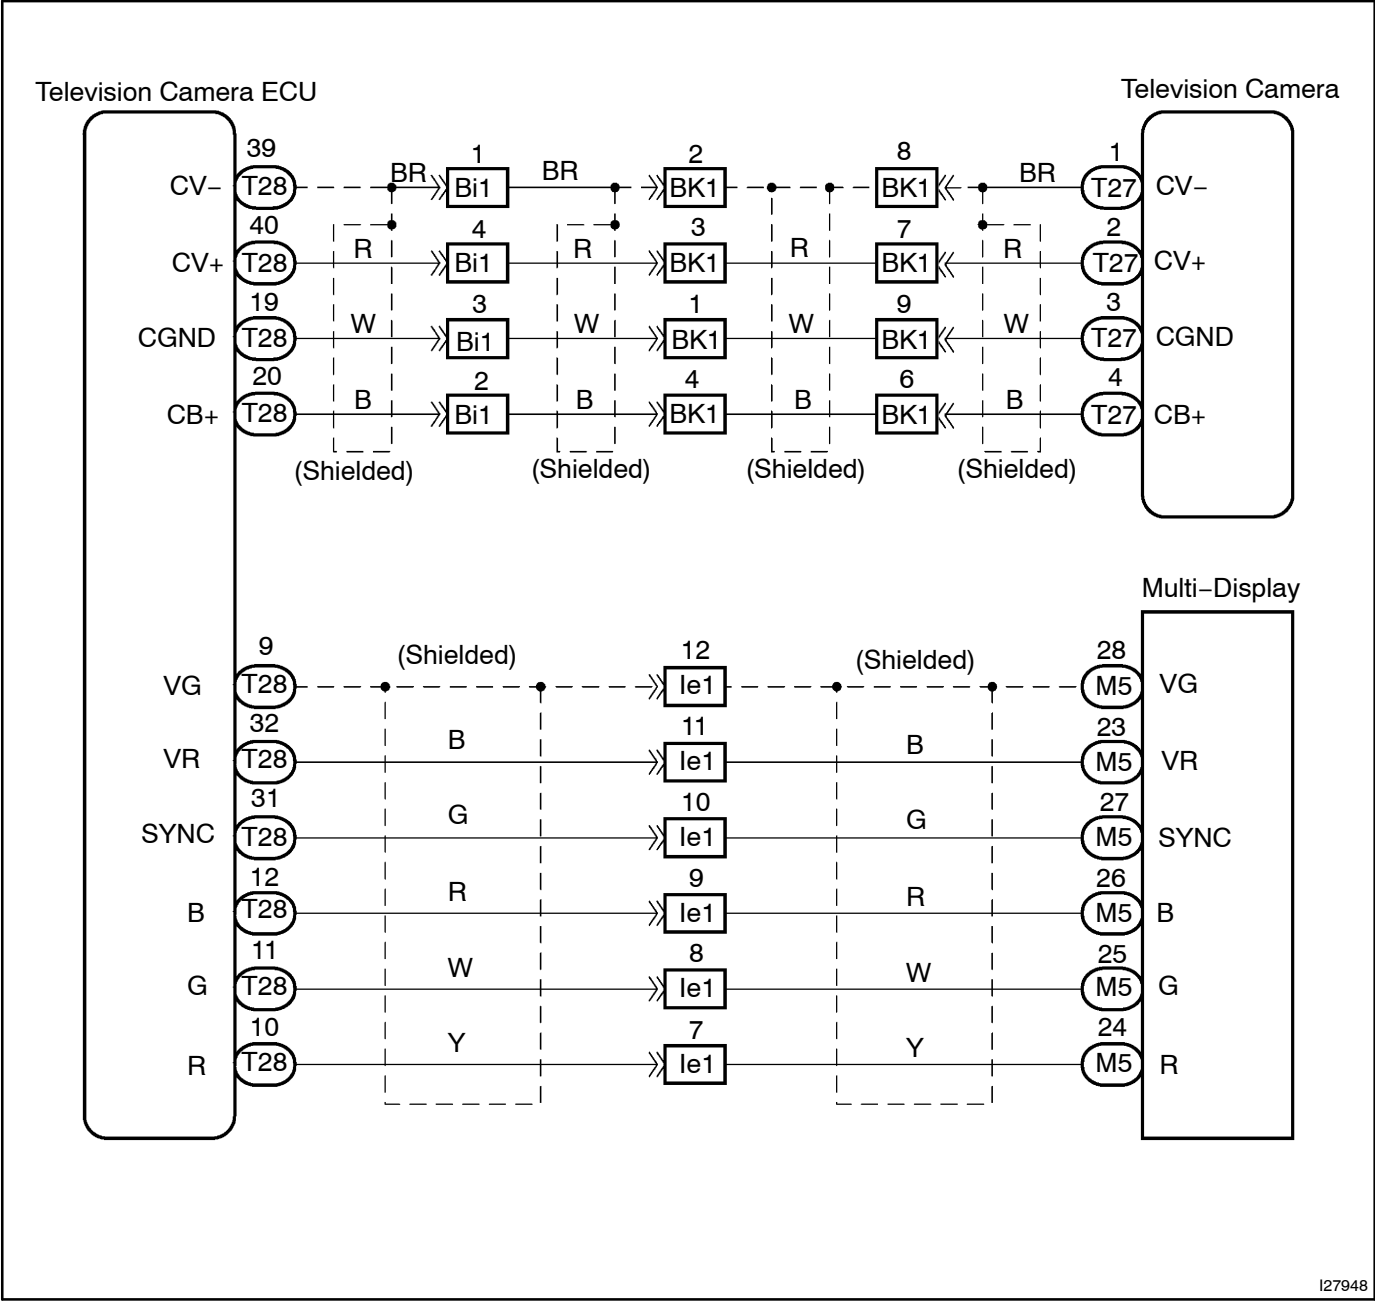 Television Camera ECU
Television Camera
39 1 2 8 1
CV− T28 BR Bi1 BR BK1 BK1 BR T27 CV−
40 4 3 7 2
CV+ T28 R Bi1 R BK1 R BK1 R T27 CV+
19 3 1 9 3
CGND T28 W Bi1 W BK1 W BK1 W T27 CGND
20 2 4 6 4
CB+ T28 B Bi1 B BK1 B BK1 B T27 CB+
(Shielded) (Shielded) (Shielded) (Shielded)
Multi−Display
9 (Shielded) 12 (Shielded) 28
VG T28 Ie1 M5 VG
32 11 23
VR T28 B Ie1 B M5 VR
31 10 27
SYNC T28 G Ie1 G M5 SYNC
12 9 26
B T28 R Ie1 R M5 B
11 8 25
G T28 W Ie1 W M5 G
10 7 24
R T28 Y Ie1 Y M5 R
I27948